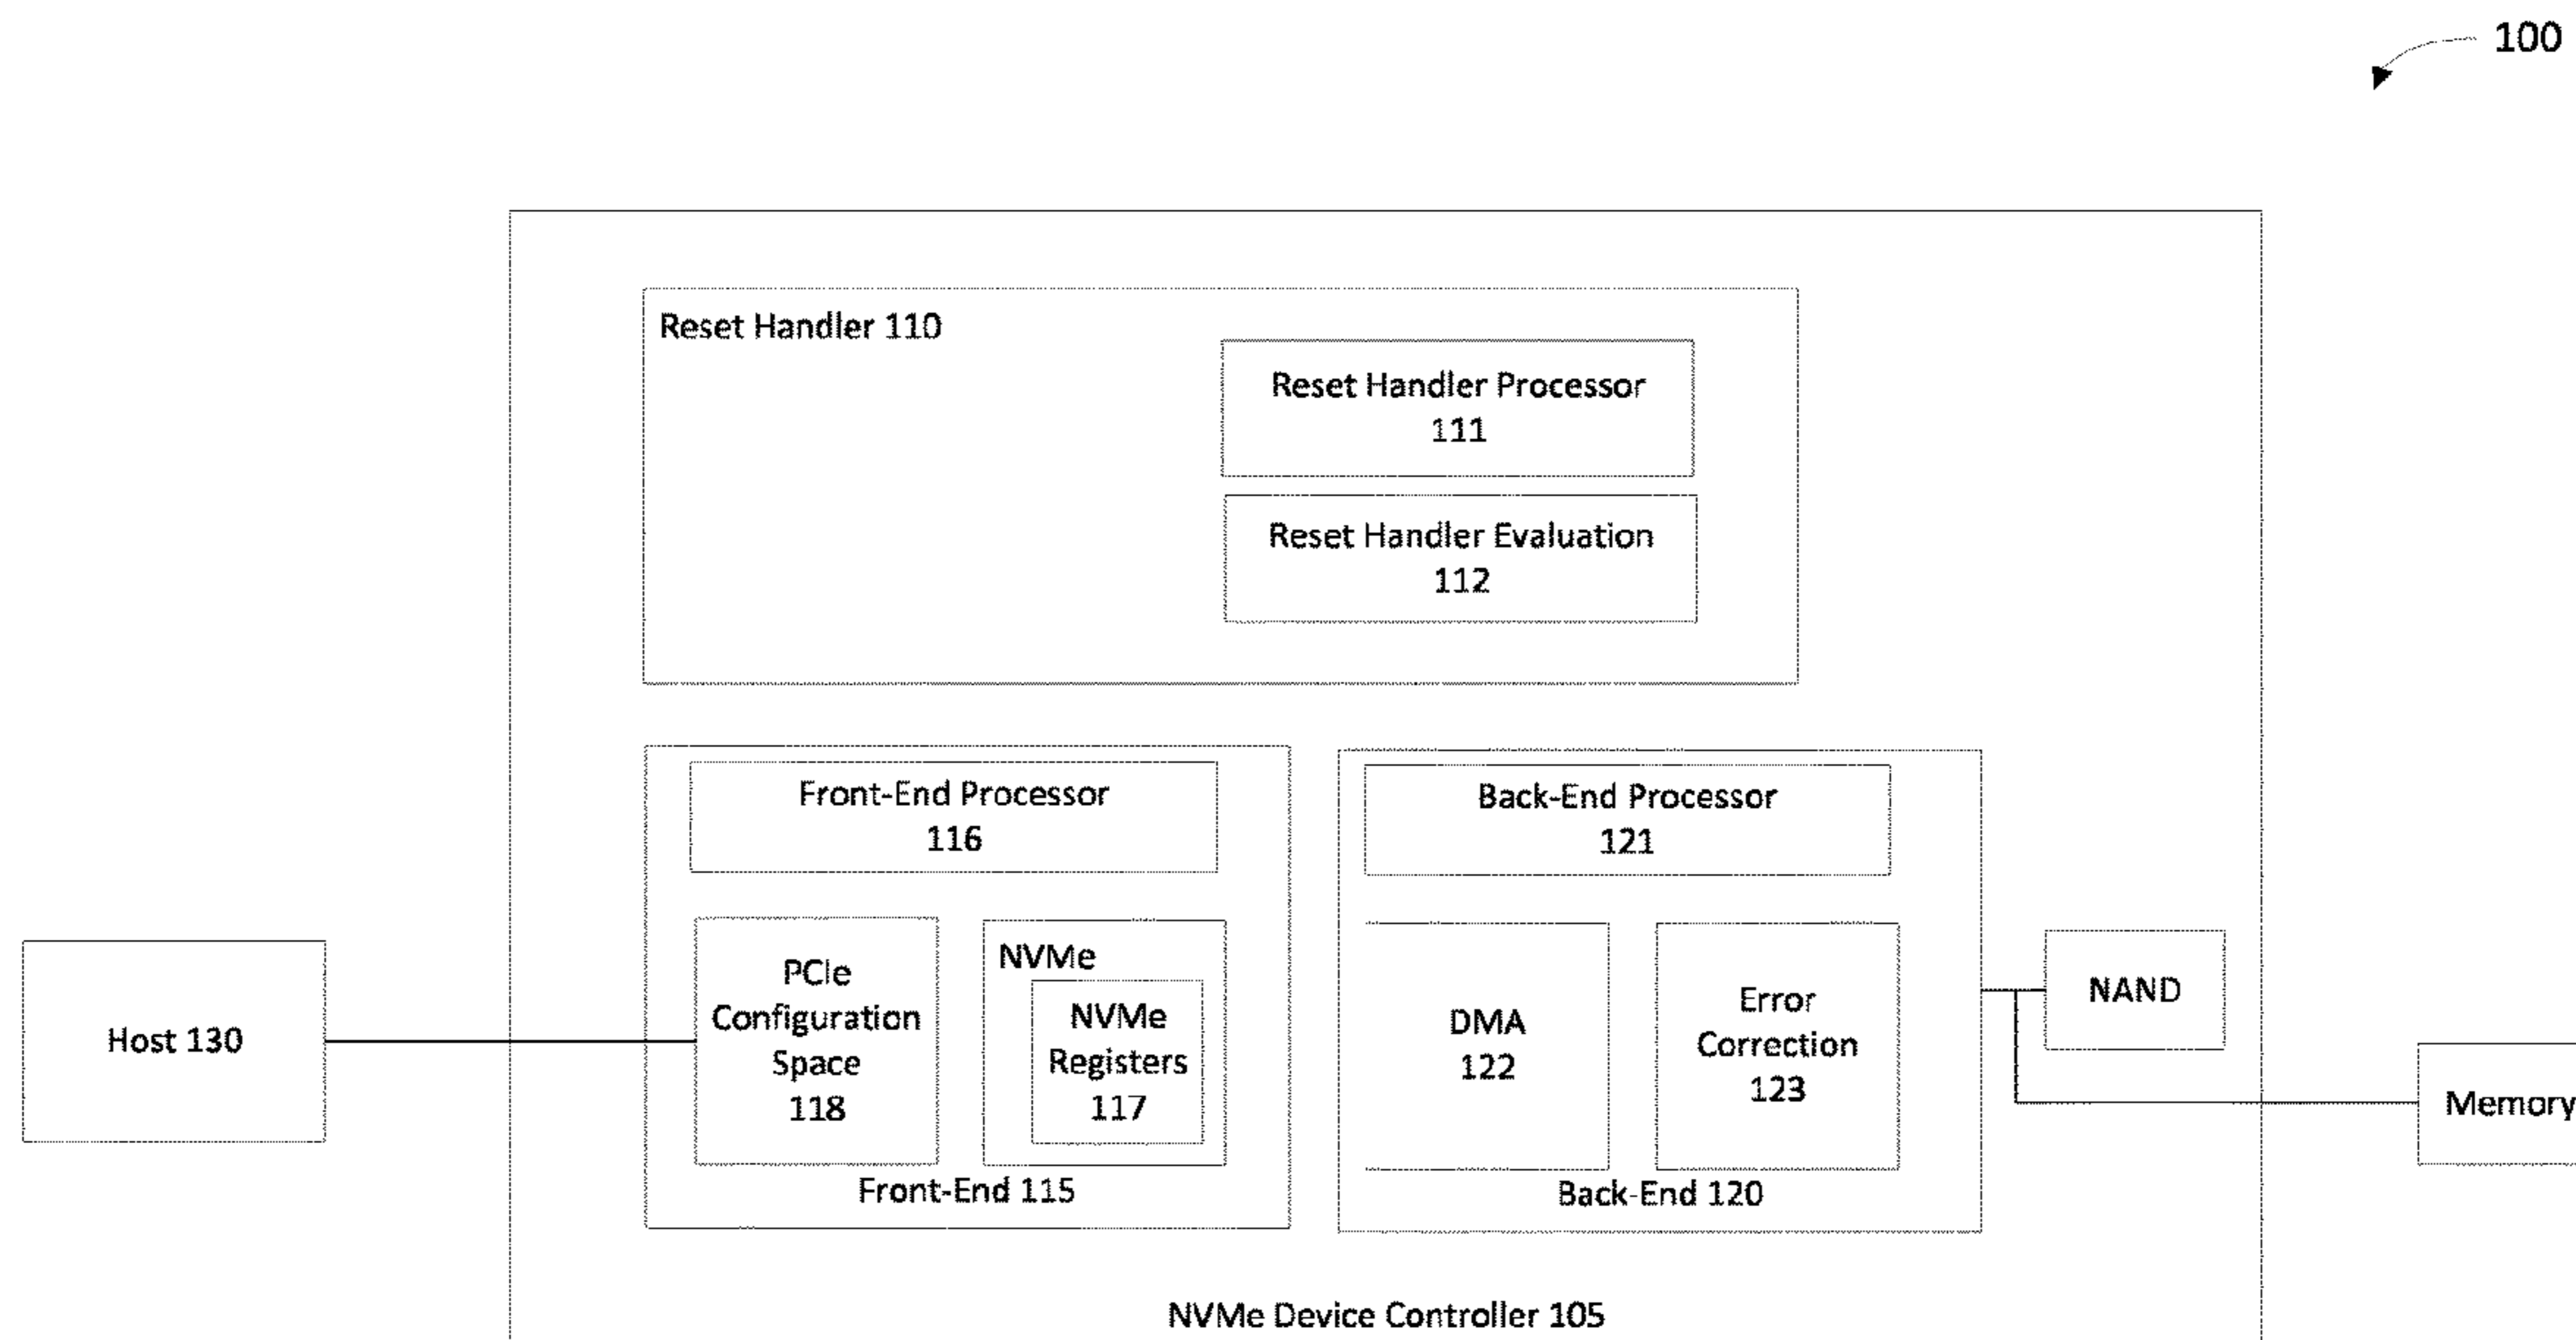 100
Reset Handler 110
Reset Handler Processor
111
Reset Handler Evaluation
112
Front-End Processor
116
Back-End Processor
121
Host 130
PCIe
Configuration
Space
118
NVMe
NVMe
Registers
117
Front-End 115
DMA
122
Error
Correction
123
Back-End 120
NAND
Memory
NVMe Device Controller 105